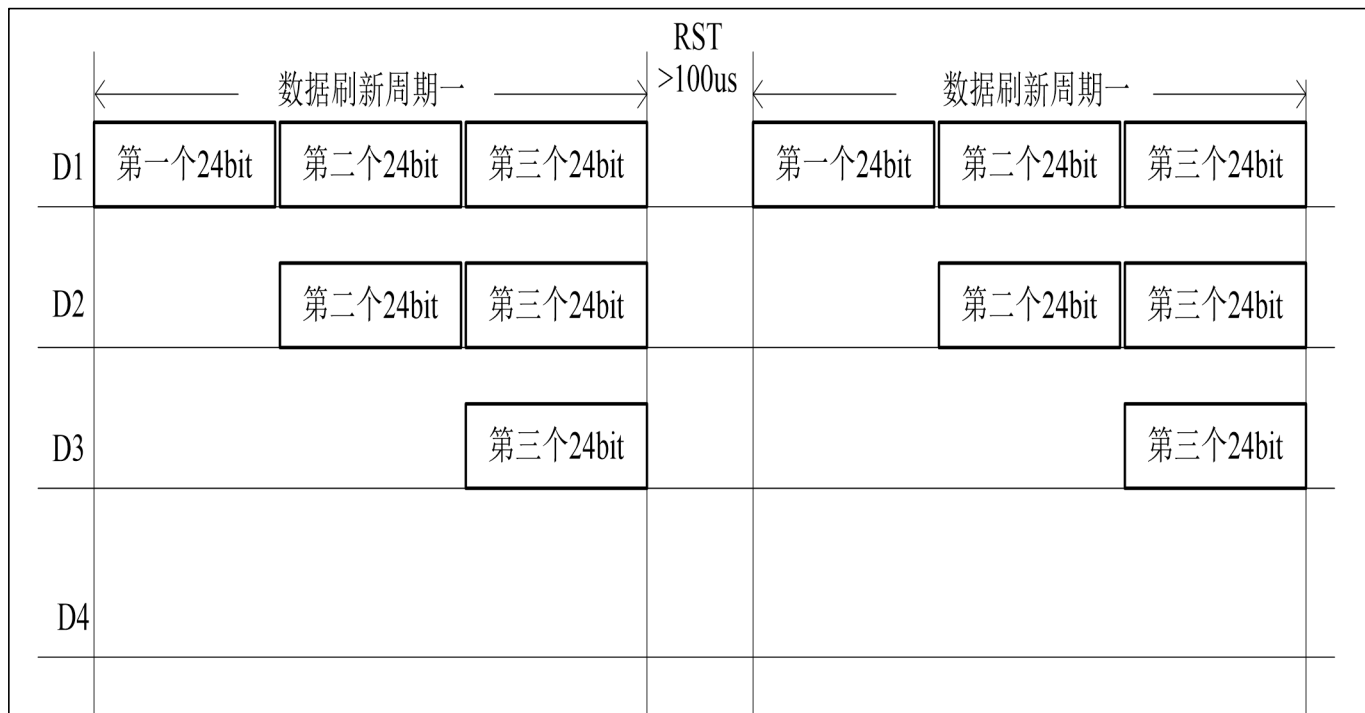 RST
>100us
数据刷新周期一
数据刷新周期一
D1
第一个24bit
第二个24bit
第三个24bit
第一个24bit
第二个24bit
第三个24bit
D2
第二个24bit
第三个24bit
第二个24bit
第三个24bit
D3
第三个24bit
第三个24bit
D4